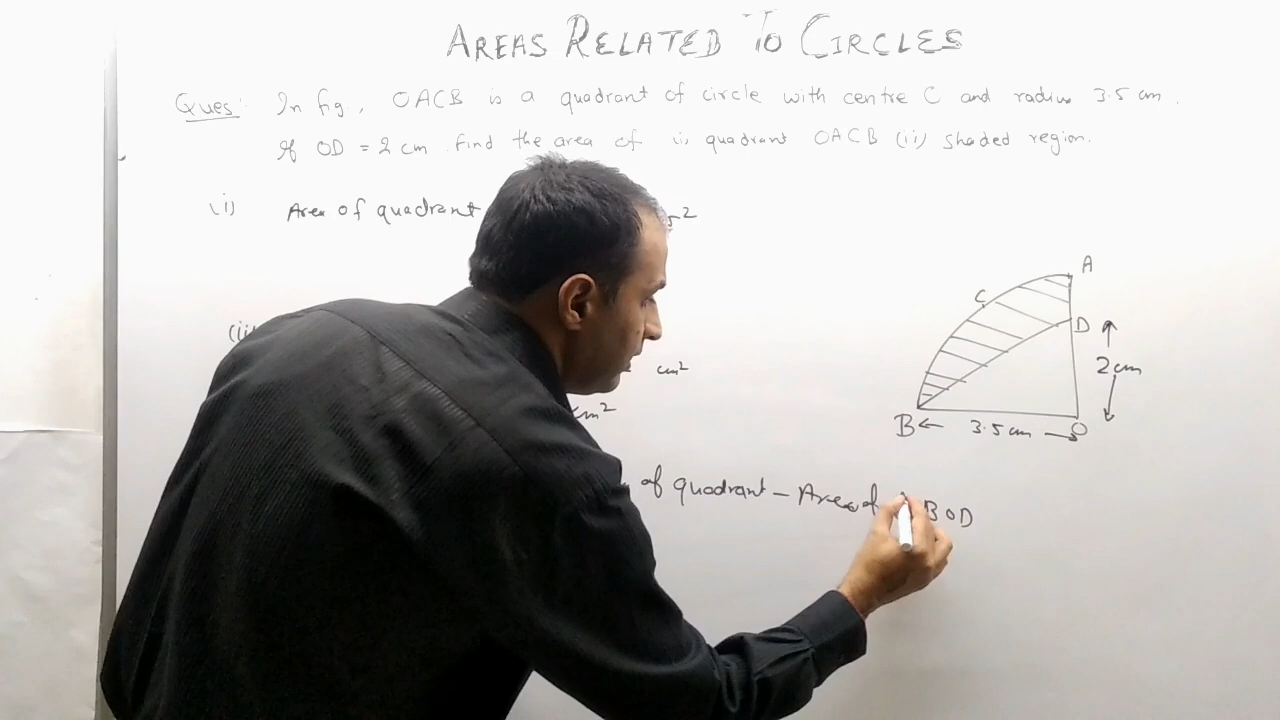 AREAS RELATED TO CIRCLES
Ques: In fig, OACB is a quadrant of circle with centre C and radius 3.5 cm.
If OD = 2 cm. Find the area of (i) quadrant OACB (ii) shaded region.
(i) Area of quadrant
A
C
D
2 cm
cm²
B 3.5 cm O
cm²
of quadrant - Area of BOD